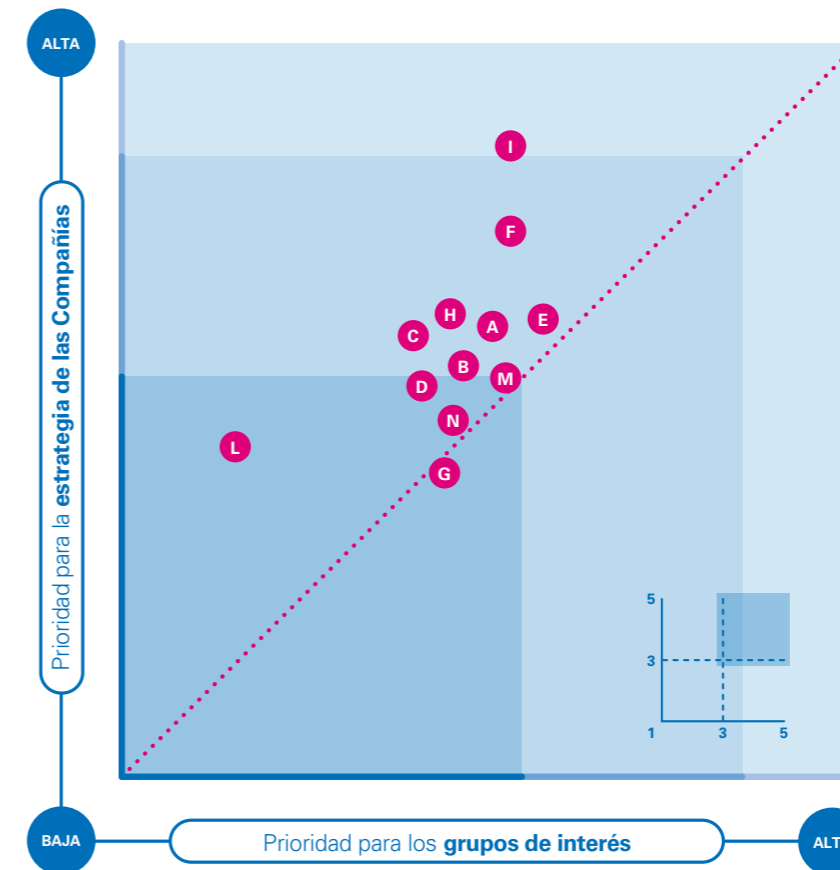 ALTA
Prioridad para la estrategia de las Compañías
I
F
H
A
E
C
B
M
D
N
L
G
5
3
1 3 5
BAJA
Prioridad para los grupos de interés
ALT